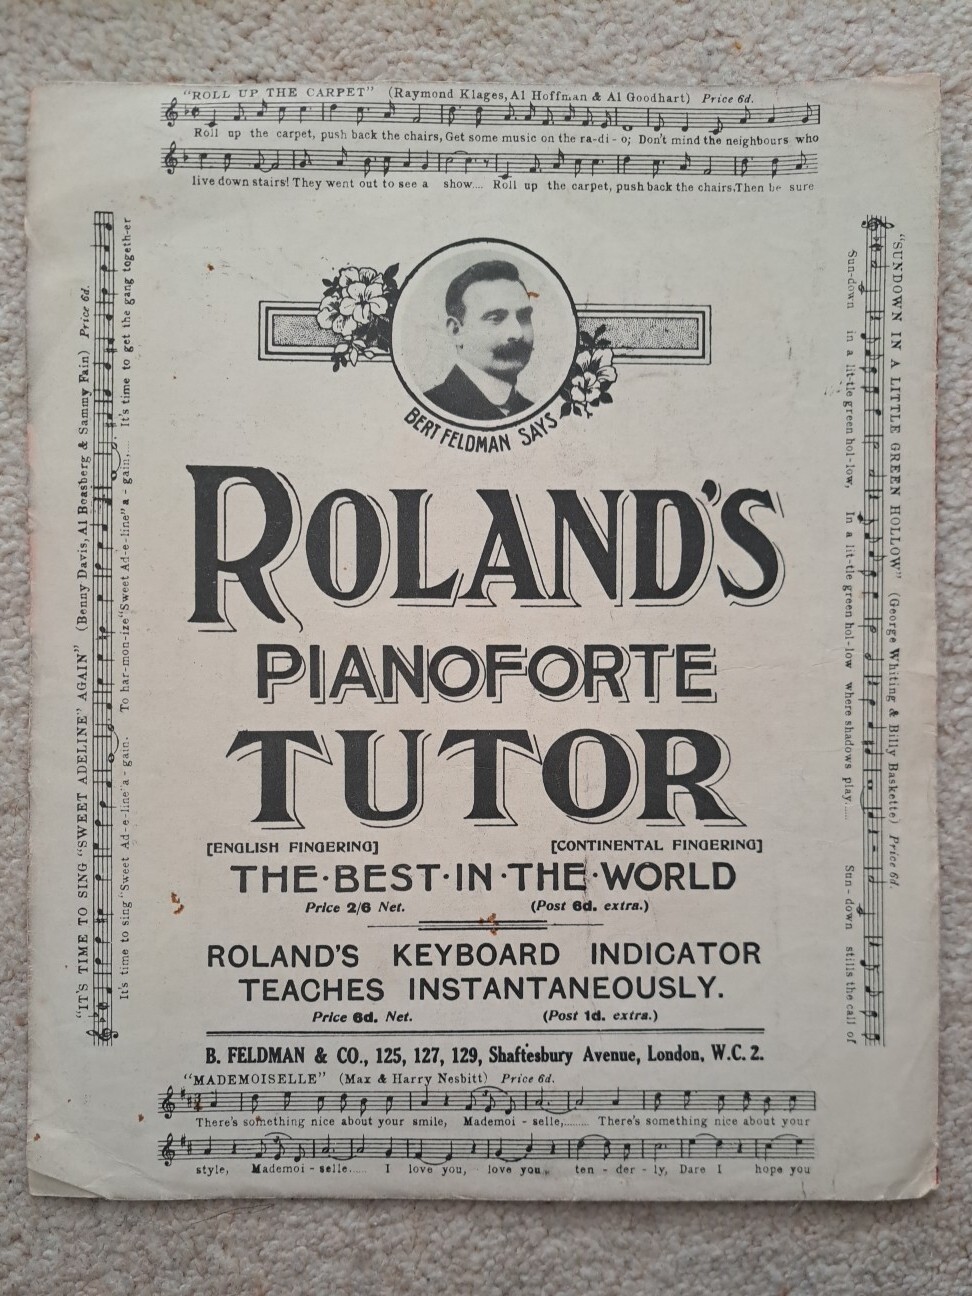 "ROLL UP THE CARPET" (Raymond Klages, Al Hoffman & Al Goodhart) Price 6d.
Roll up the carpet, push back the chairs, Get some music on the ra-di-o; Don't mind the neighbours who
live down stairs! They went out to see a show.... Roll up the carpet, push back the chairs, Then be sure
"IT'S TIME TO SING "SWEET ADELINE" AGAIN" (Benny Davis, Al Beasberg & Sammy Fain) Price 6d.
It's time to sing "Sweet Ad-e-line" a-gain. To har-mon-ize "Sweet Ad-e-line" a-gain,.... It's time to get the gang togeth-er
"SUNDOWN IN A LITTLE GREEN HOLLOW" (George Whiting & Billy Baskette) Price 6d.
Sun-down in a lit-tle green hol-low, In a lit-tle green hol-low where shadows play...... Sun-down stills the call of
BERT FELDMAN SAYS
ROLAND'S
PIANOFORTE
TUTOR
[ENGLISH FINGERING] [CONTINENTAL FINGERING]
THE·BEST·IN·THE·WORLD
Price 2/6 Net. (Post 6d. extra.)
ROLAND'S KEYBOARD INDICATOR
TEACHES INSTANTANEOUSLY.
Price 6d. Net. (Post 1d. extra.)
B. FELDMAN & CO., 125, 127, 129, Shaftesbury Avenue, London, W.C. 2.
"MADEMOISELLE" (Max & Harry Nesbitt) Price 6d.
There's something nice about your smile, Mademoi-selle,........ There's something nice about your
style, Mademoi-selle...... I love you, love you, ten-der-ly, Dare I hope you